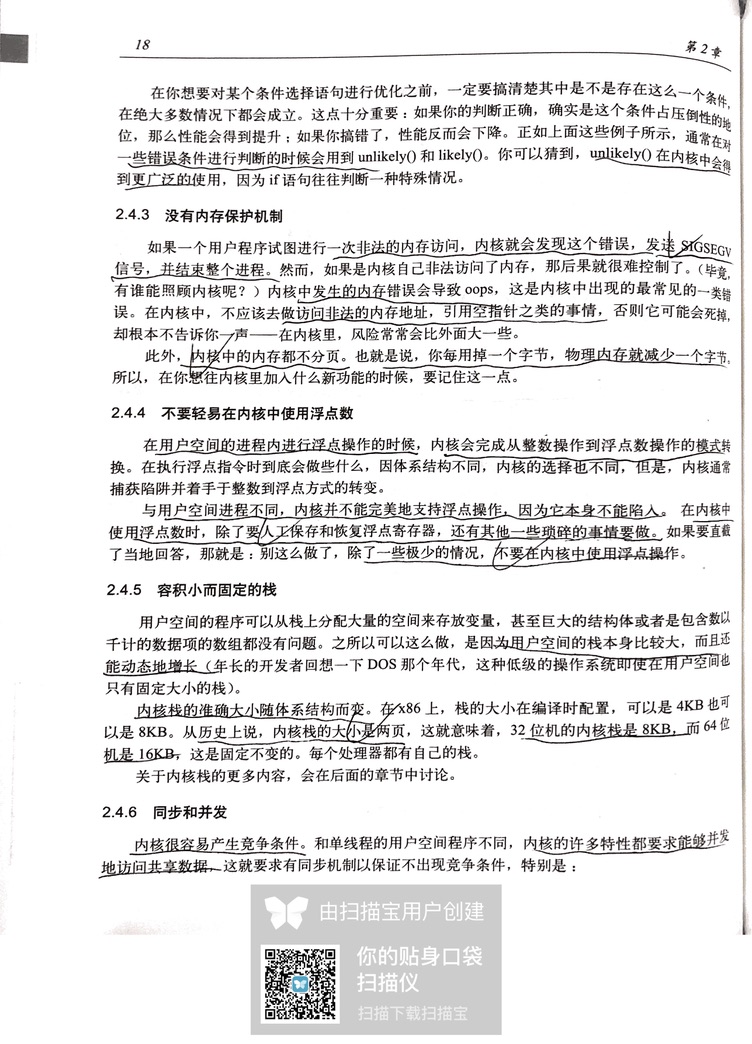 18
第2章
在你想要对某个条件选择语句进行优化之前，一定要搞清楚其中是不是存在这么一个条件，
在绝大多数情况下都会成立。这点十分重要：如果你的判断正确，确实是这个条件占压倒性的地
位，那么性能会得到提升；如果你搞错了，性能反而会下降。正如上面这些例子所示，通常在对
一些错误条件进行判断的时候会用到 unlikely() 和 likely()。你可以猜到，unlikely() 在内核中会得
到更广泛的使用，因为 if 语句往往判断一种特殊情况。
2.4.3 没有内存保护机制
如果一个用户程序试图进行一次非法的内存访问，内核就会发现这个错误，发送 SIGSEGV
信号，并结束整个进程。然而，如果是内核自己非法访问了内存，那后果就很难控制了。（毕竟，
有谁能照顾内核呢？）内核中发生的内存错误会导致 oops，这是内核中出现的最常见的一类错
误。在内核中，不应该去做访问非法的内存地址，引用空指针之类的事情，否则它可能会死掉，
却根本不告诉你一声——在内核里，风险常常会比外面大一些。
此外，内核中的内存都不分页。也就是说，你每用掉一个字节，物理内存就减少一个字节。
所以，在你想往内核里加入什么新功能的时候，要记住这一点。
2.4.4 不要轻易在内核中使用浮点数
在用户空间的进程内进行浮点操作的时候，内核会完成从整数操作到浮点数操作的模式转
换。在执行浮点指令时到底会做些什么，因体系结构不同，内核的选择也不同，但是，内核通常
捕获陷阱并着手于整数到浮点方式的转变。
与用户空间进程不同，内核并不能完美地支持浮点操作，因为它本身不能陷入。 在内核中
使用浮点数时，除了要人工保存和恢复浮点寄存器，还有其他一些琐碎的事情要做。如果要直截
了当地回答，那就是：别这么做了，除了一些极少的情况，不要在内核中使用浮点操作。
2.4.5 容积小而固定的栈
用户空间的程序可以从栈上分配大量的空间来存放变量，甚至巨大的结构体或者是包含数以
千计的数据项的数组都没有问题。之所以可以这么做，是因为用户空间的栈本身比较大，而且还
能动态地增长（年长的开发者回想一下 DOS 那个年代，这种低级的操作系统即使在用户空间也
只有固定大小的栈）。
内核栈的准确大小随体系结构而变。在 x86 上，栈的大小在编译时配置，可以是 4KB 也可
以是 8KB。从历史上说，内核栈的大小是两页，这就意味着，32 位机的内核栈是 8KB，而 64 位
机是 16KB，这是固定不变的。每个处理器都有自己的栈。
关于内核栈的更多内容，会在后面的章节中讨论。
2.4.6 同步和并发
内核很容易产生竞争条件。和单线程的用户空间程序不同，内核的许多特性都要求能够并发
地访问共享数据，这就要求有同步机制以保证不出现竞争条件，特别是：
由扫描宝用户创建
你的贴身口袋
扫描仪
扫描下载扫描宝